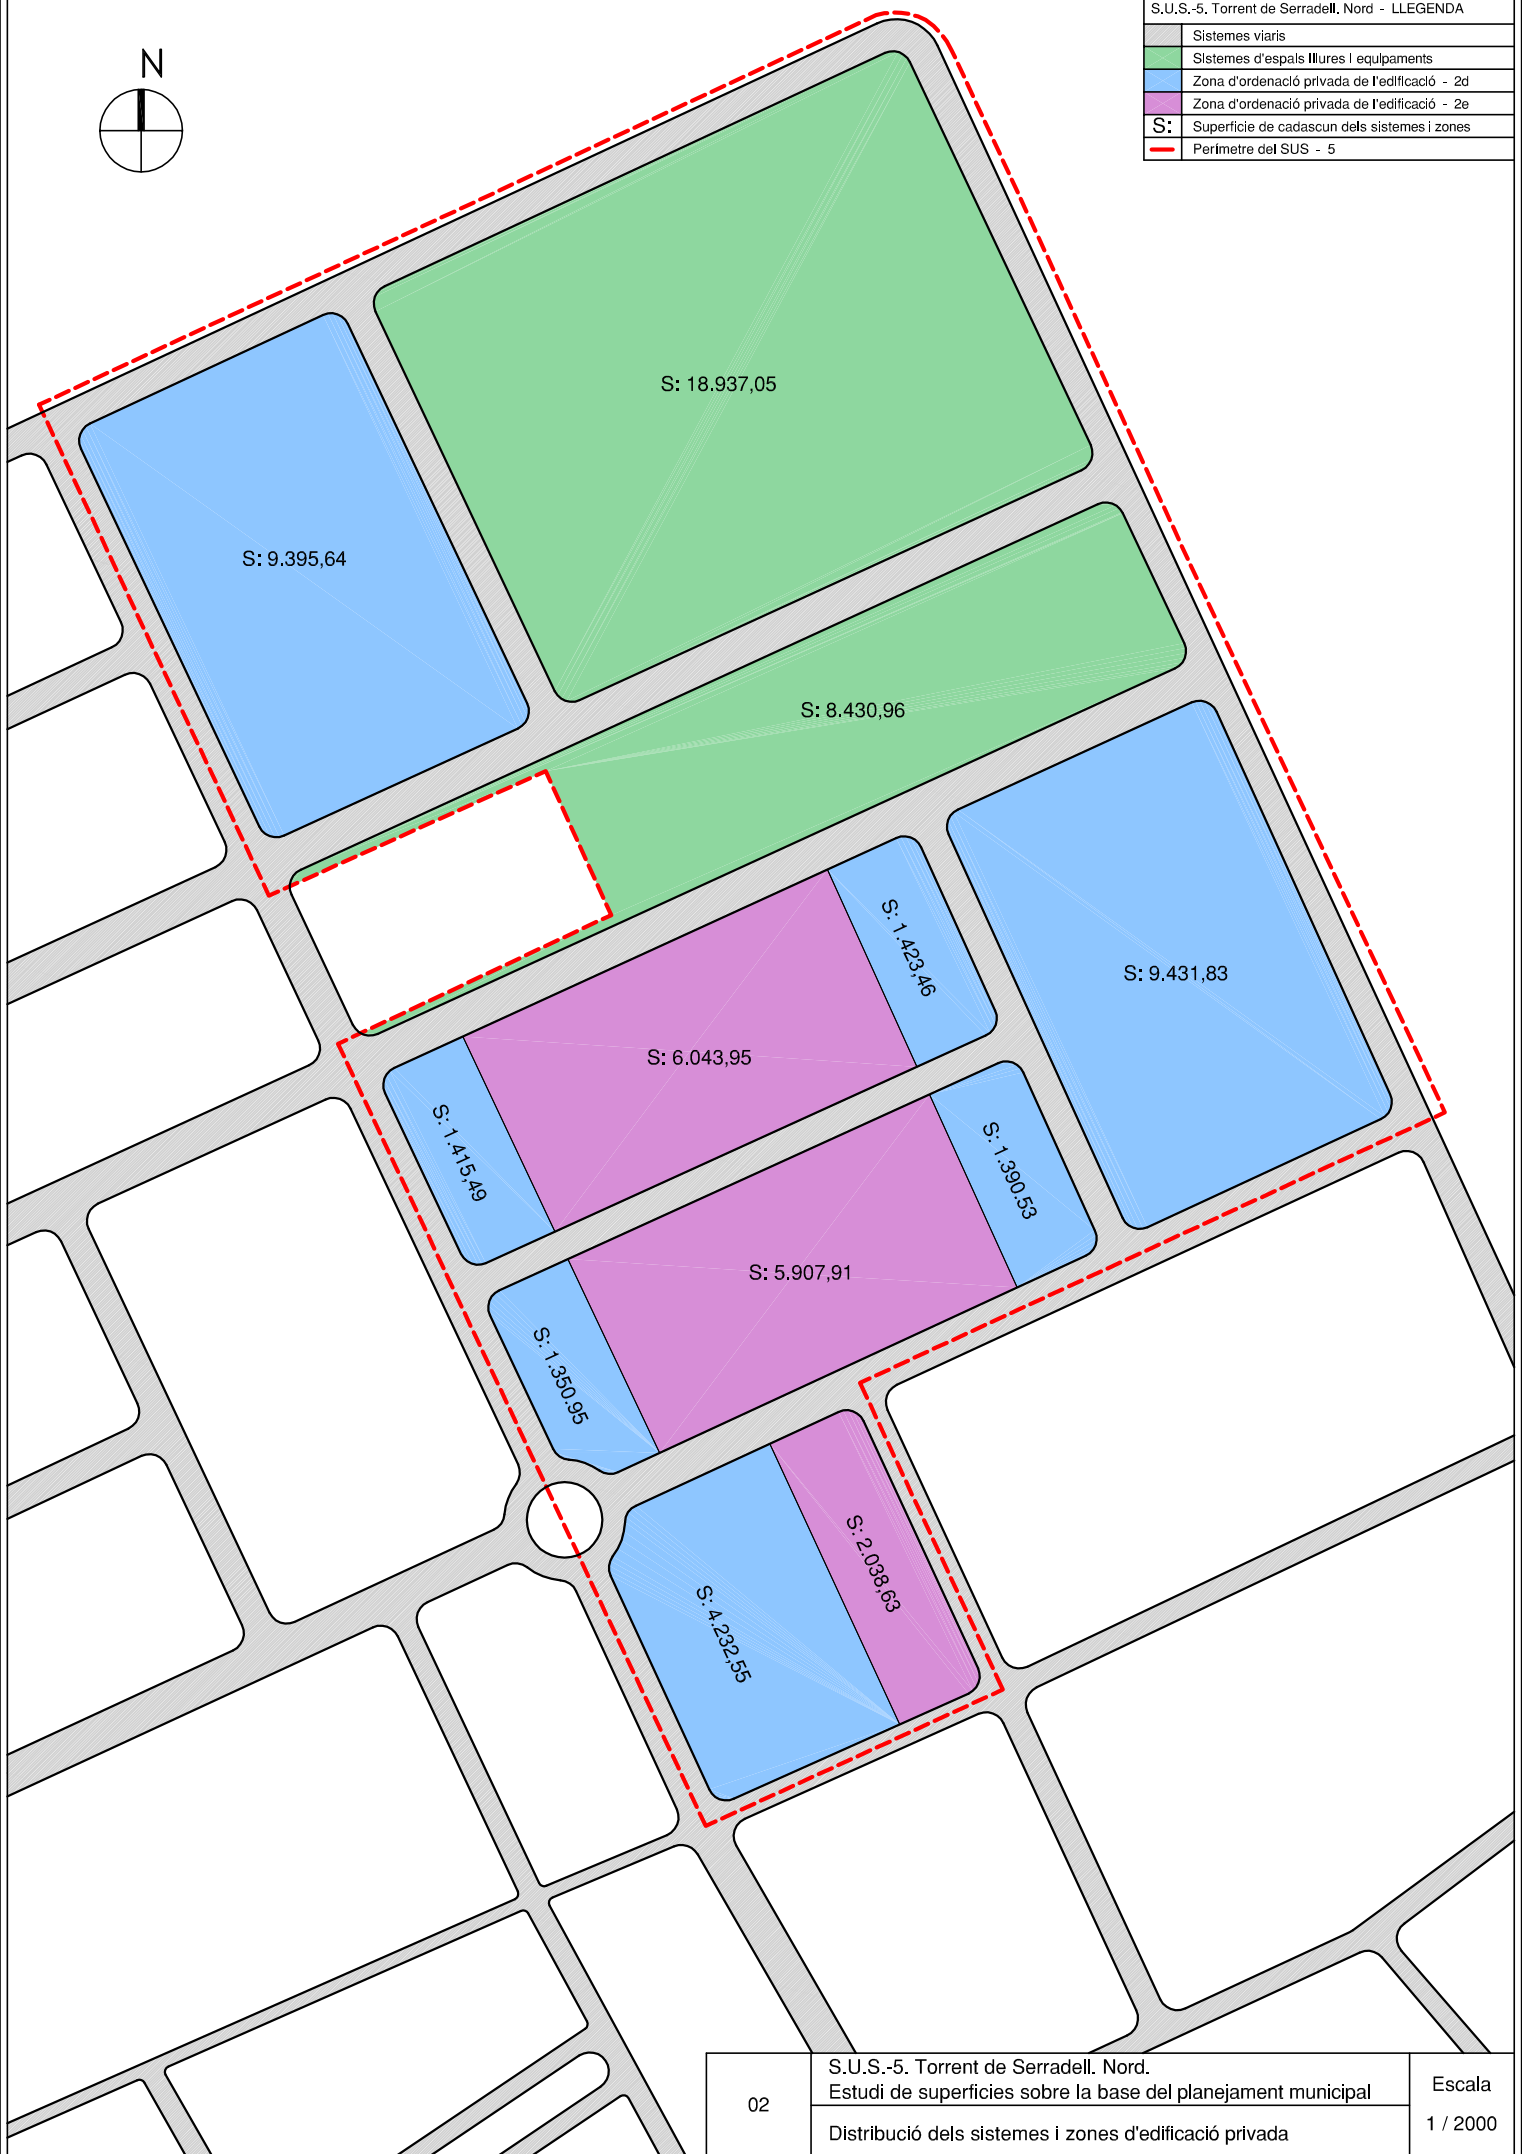 S.U.S.-5. Torrent de Serradell. Nord - LLEGENDA
Sistemes viaris
Sistemes d'espais lliures i equipaments
Zona d'ordenació privada de l'edificació - 2d
Zona d'ordenació privada de l'edificació - 2e
S: Superficie de cadascun dels sistemes i zones
Perímetre del SUS - 5
N
S: 18.937,05
S: 9.395,64
S: 8.430,96
S: 1.423,46
S: 9.431,83
S: 6.043,95
S: 1.415,49
S: 1.390.53
S: 5.907,91
S: 1.350.95
S: 2.038,63
S: 4.232,55
02
S.U.S.-5. Torrent de Serradell. Nord.
Estudi de superficies sobre la base del planejament municipal
Distribució dels sistemes i zones d'edificació privada
Escala
1 / 2000